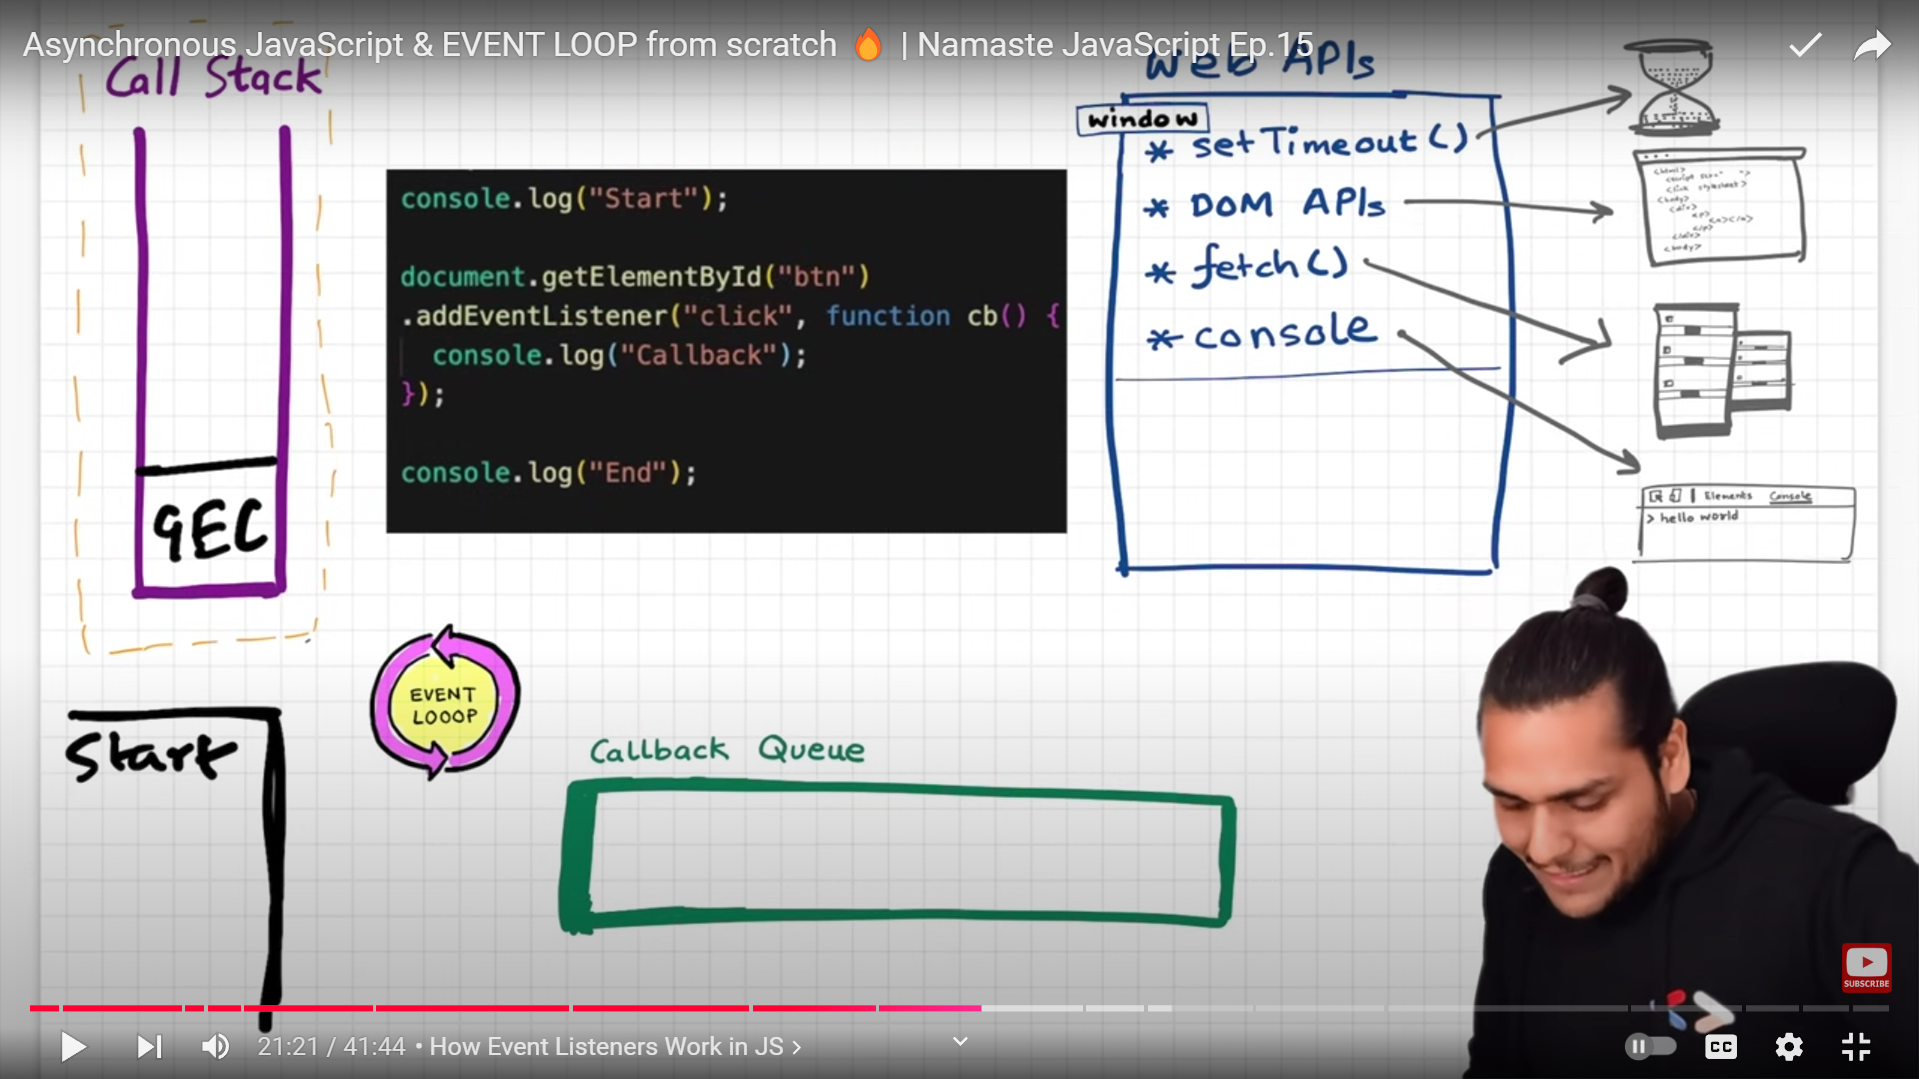 Asynchronous JavaScript & EVENT LOOP from scratch 🔥 | Namaste JavaScript Ep.15
Call Stack
GEC
console.log("Start");
document.getElementById("btn")
.addEventListener("click", function cb() {
console.log("Callback");
});
console.log("End");
Web APIs
window
* setTimeout()
* DOM APIs
* fetch()
* console
Elements Console
> hello world
EVENT
LOOOP
Start
Callback Queue
SUBSCRIBE
21:21 / 41:44 • How Event Listeners Work in JS >
CC